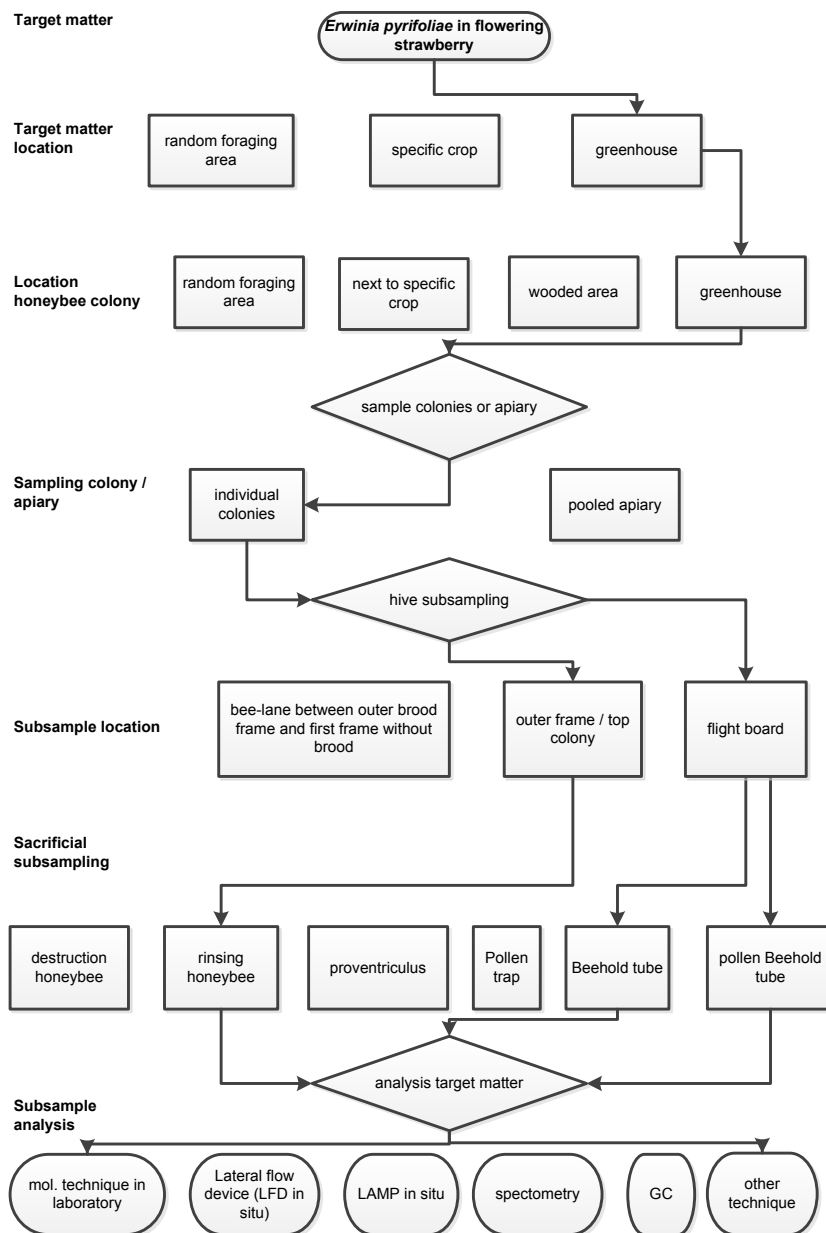 Target matter
Erwinia pyrifoliae in flowering
strawberry
Target matter
location
random foraging
area
specific crop
greenhouse
Location
honeybee colony
random foraging
area
next to specific
crop
wooded area
greenhouse
sample colonies or apiary
Sampling colony /
apiary
individual
colonies
pooled apiary
hive subsampling
Subsample location
bee-lane between outer brood
frame and first frame without
brood
outer frame / top
colony
flight board
Sacrificial
subsampling
destruction
honeybee
rinsing
honeybee
proventriculus
Pollen
trap
Beehold tube
pollen Beehold
tube
analysis target matter
Subsample
analysis
mol. technique in
laboratory
Lateral flow
device (LFD in
situ)
LAMP in situ
spectometry
GC
other
technique